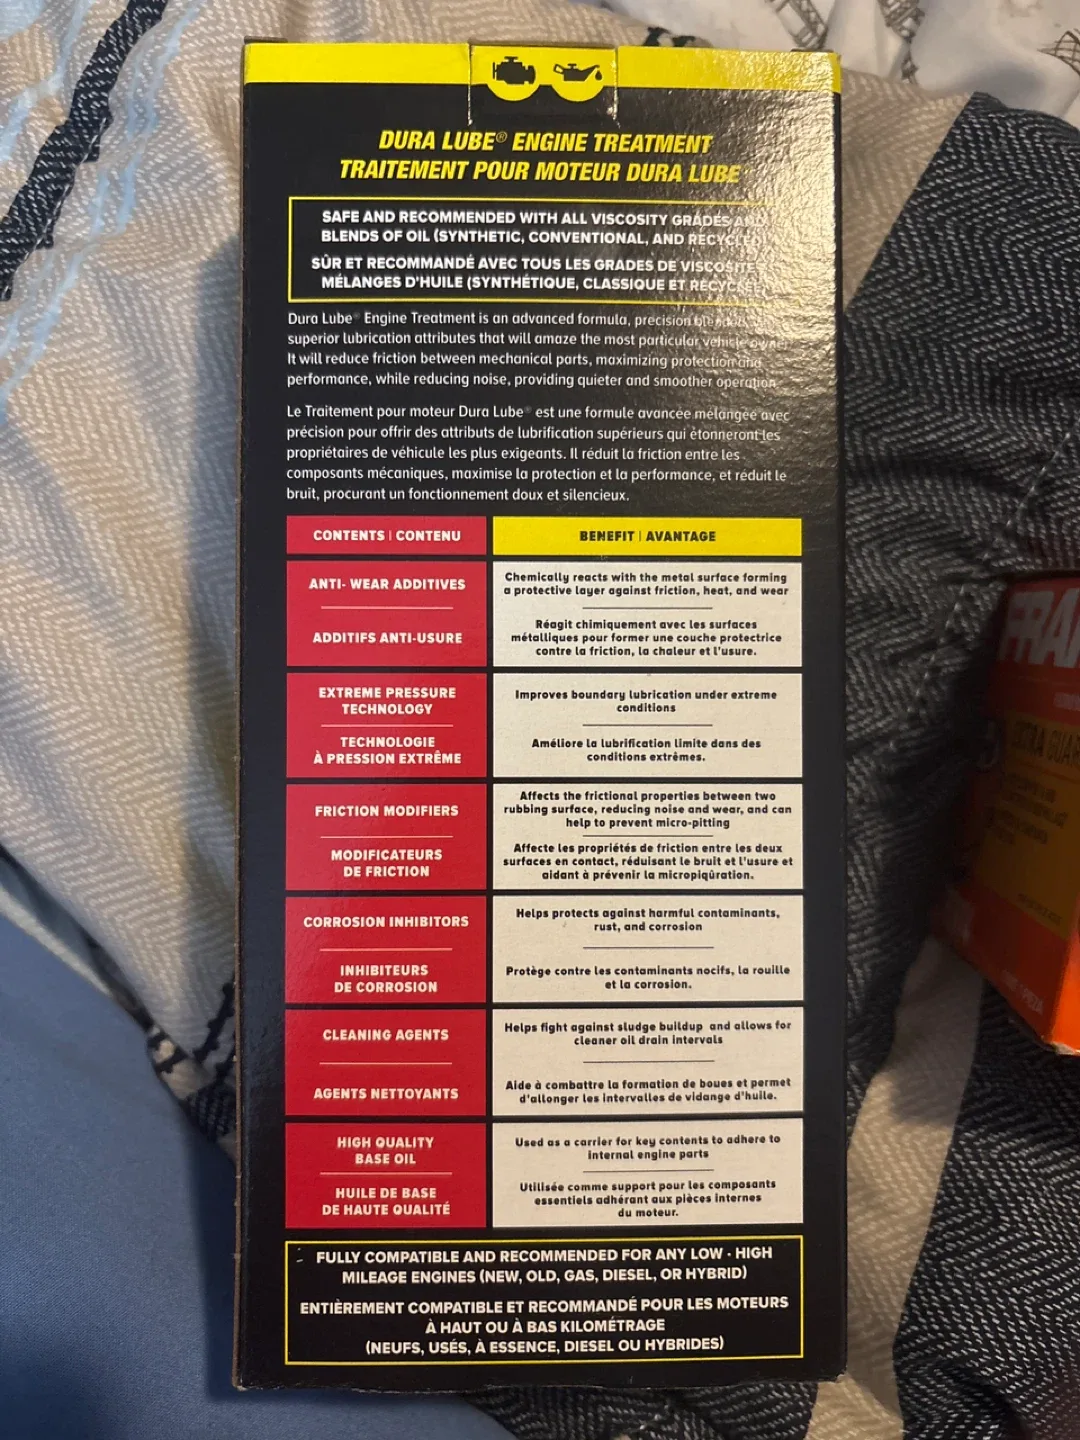 DURA LUBE® ENGINE TREATMENT
TRAITEMENT POUR MOTEUR DURA LUBE
SAFE AND RECOMMENDED WITH ALL VISCOSITY GRADES AND
BLENDS OF OIL (SYNTHETIC, CONVENTIONAL, AND RECYCLED)
SÛR ET RECOMMANDÉ AVEC TOUS LES GRADES DE VISCOSITÉ
MÉLANGES D'HUILE (SYNTHÉTIQUE, CLASSIQUE ET RECYCLÉE)
Dura Lube® Engine Treatment is an advanced formula, precision blended
superior lubrication attributes that will amaze the most particular vehicle owner
It will reduce friction between mechanical parts, maximizing protection and
performance, while reducing noise, providing quieter and smoother operation
Le Traitement pour moteur Dura Lube® est une formule avancée mélangée avec
précision pour offrir des attributs de lubrification supérieurs qui étonneront les
propriétaires de véhicule les plus exigeants. Il réduit la friction entre les
composants mécaniques, maximise la protection et la performance, et réduit le
bruit, procurant un fonctionnement doux et silencieux.
CONTENTS | CONTENU
BENEFIT | AVANTAGE
ANTI- WEAR ADDITIVES
ADDITIFS ANTI-USURE
Chemically reacts with the metal surface forming
a protective layer against friction, heat, and wear
Réagit chimiquement avec les surfaces
métalliques pour former une couche protectrice
contre la friction, la chaleur et l'usure.
EXTREME PRESSURE
TECHNOLOGY
TECHNOLOGIE
À PRESSION EXTRÊME
Improves boundary lubrication under extreme
conditions
Améliore la lubrification limite dans des
conditions extrêmes.
FRICTION MODIFIERS
MODIFICATEURS
DE FRICTION
Affects the frictional properties between two
rubbing surface, reducing noise and wear, and can
help to prevent micro-pitting
Affecte les propriétés de friction entre les deux
surfaces en contact, réduisant le bruit et l'usure et
aidant à prévenir la micropiqûration.
CORROSION INHIBITORS
INHIBITEURS
DE CORROSION
Helps protects against harmful contaminants,
rust, and corrosion
Protège contre les contaminants nocifs, la rouille
et la corrosion.
CLEANING AGENTS
AGENTS NETTOYANTS
Helps fight against sludge buildup and allows for
cleaner oil drain intervals
Aide à combattre la formation de boues et permet
d'allonger les intervalles de vidange d'huile.
HIGH QUALITY
BASE OIL
HUILE DE BASE
DE HAUTE QUALITÉ
Used as a carrier for key contents to adhere to
internal engine parts
Utilisée comme support pour les composants
essentiels adhérant aux pièces internes
du moteur.
FULLY COMPATIBLE AND RECOMMENDED FOR ANY LOW - HIGH
MILEAGE ENGINES (NEW, OLD, GAS, DIESEL, OR HYBRID)
ENTIÈREMENT COMPATIBLE ET RECOMMANDÉ POUR LES MOTEURS
À HAUT OU À BAS KILOMÉTRAGE
(NEUFS, USÉS, À ESSENCE, DIESEL OU HYBRIDES)
FRA